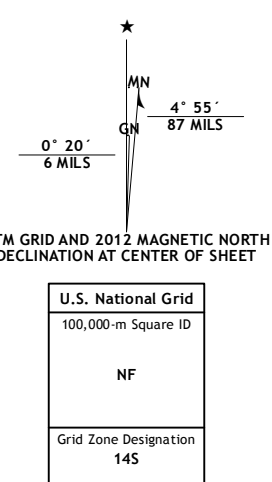 ★
MN
4° 55´
87 MILS
GN
0° 20´
6 MILS
TM GRID AND 2012 MAGNETIC NORTH
DECLINATION AT CENTER OF SHEET
U.S. National Grid
100,000-m Square ID
NF
Grid Zone Designation
14S